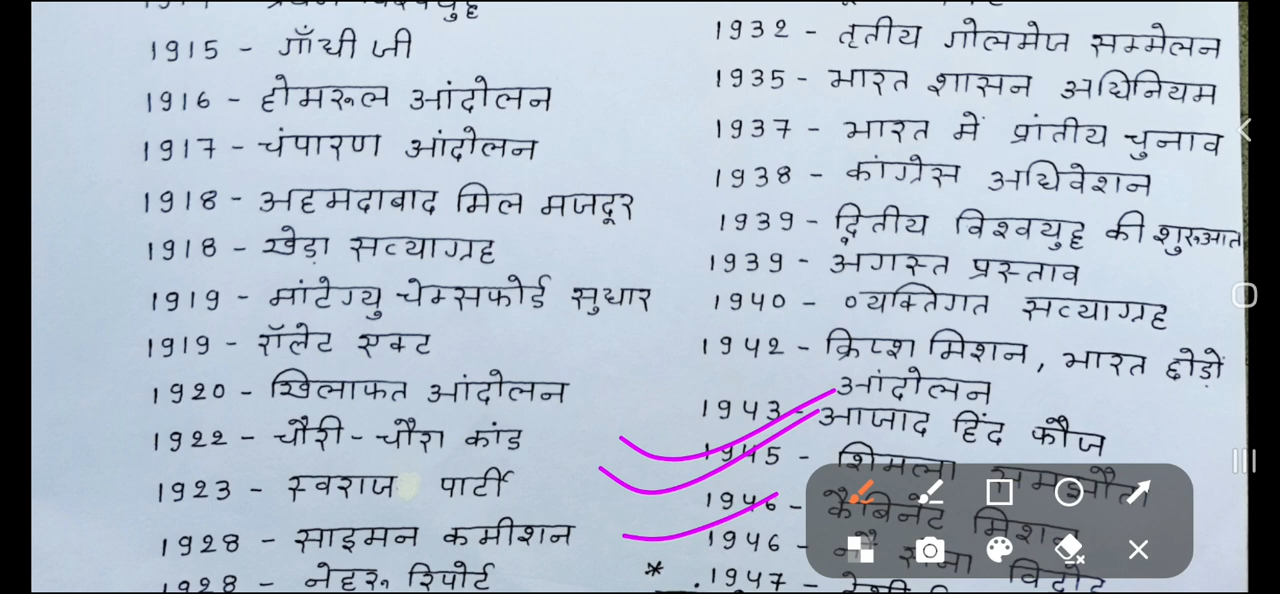 1915 - गाँधी जी
1916 - होमरूल आंदोलन
1917 - चंपारण आंदोलन
1918 - अहमदाबाद मिल मजदूर
1918 - खेड़ा सत्याग्रह
1919 - मांटेग्यु चेम्सफोर्ड सुधार
1919 - रॉलेट एक्ट
1920 - खिलाफत आंदोलन
1922 - चौरी-चौरा कांड
1923 - स्वराज पार्टी
1928 - साइमन कमीशन
1928 - नेहरू रिपोर्ट
1932 - तृतीय गोलमेज सम्मेलन
1935 - भारत शासन अधिनियम
1937 - भारत में प्रांतीय चुनाव
1938 - कांग्रेस अधिवेशन
1939 - द्वितीय विश्वयुद्द की शुरुआत
1939 - अगस्त प्रस्ताव
1940 - व्यक्तिगत सत्याग्रह
1942 - क्रिप्श मिशन, भारत छोड़ों
आंदोलन
1943 - आजाद हिंद फौज
1945 - शिमला समझौता
1946 - कैबिनेट मिशन
1946 - विद्रोह
* .1947 -